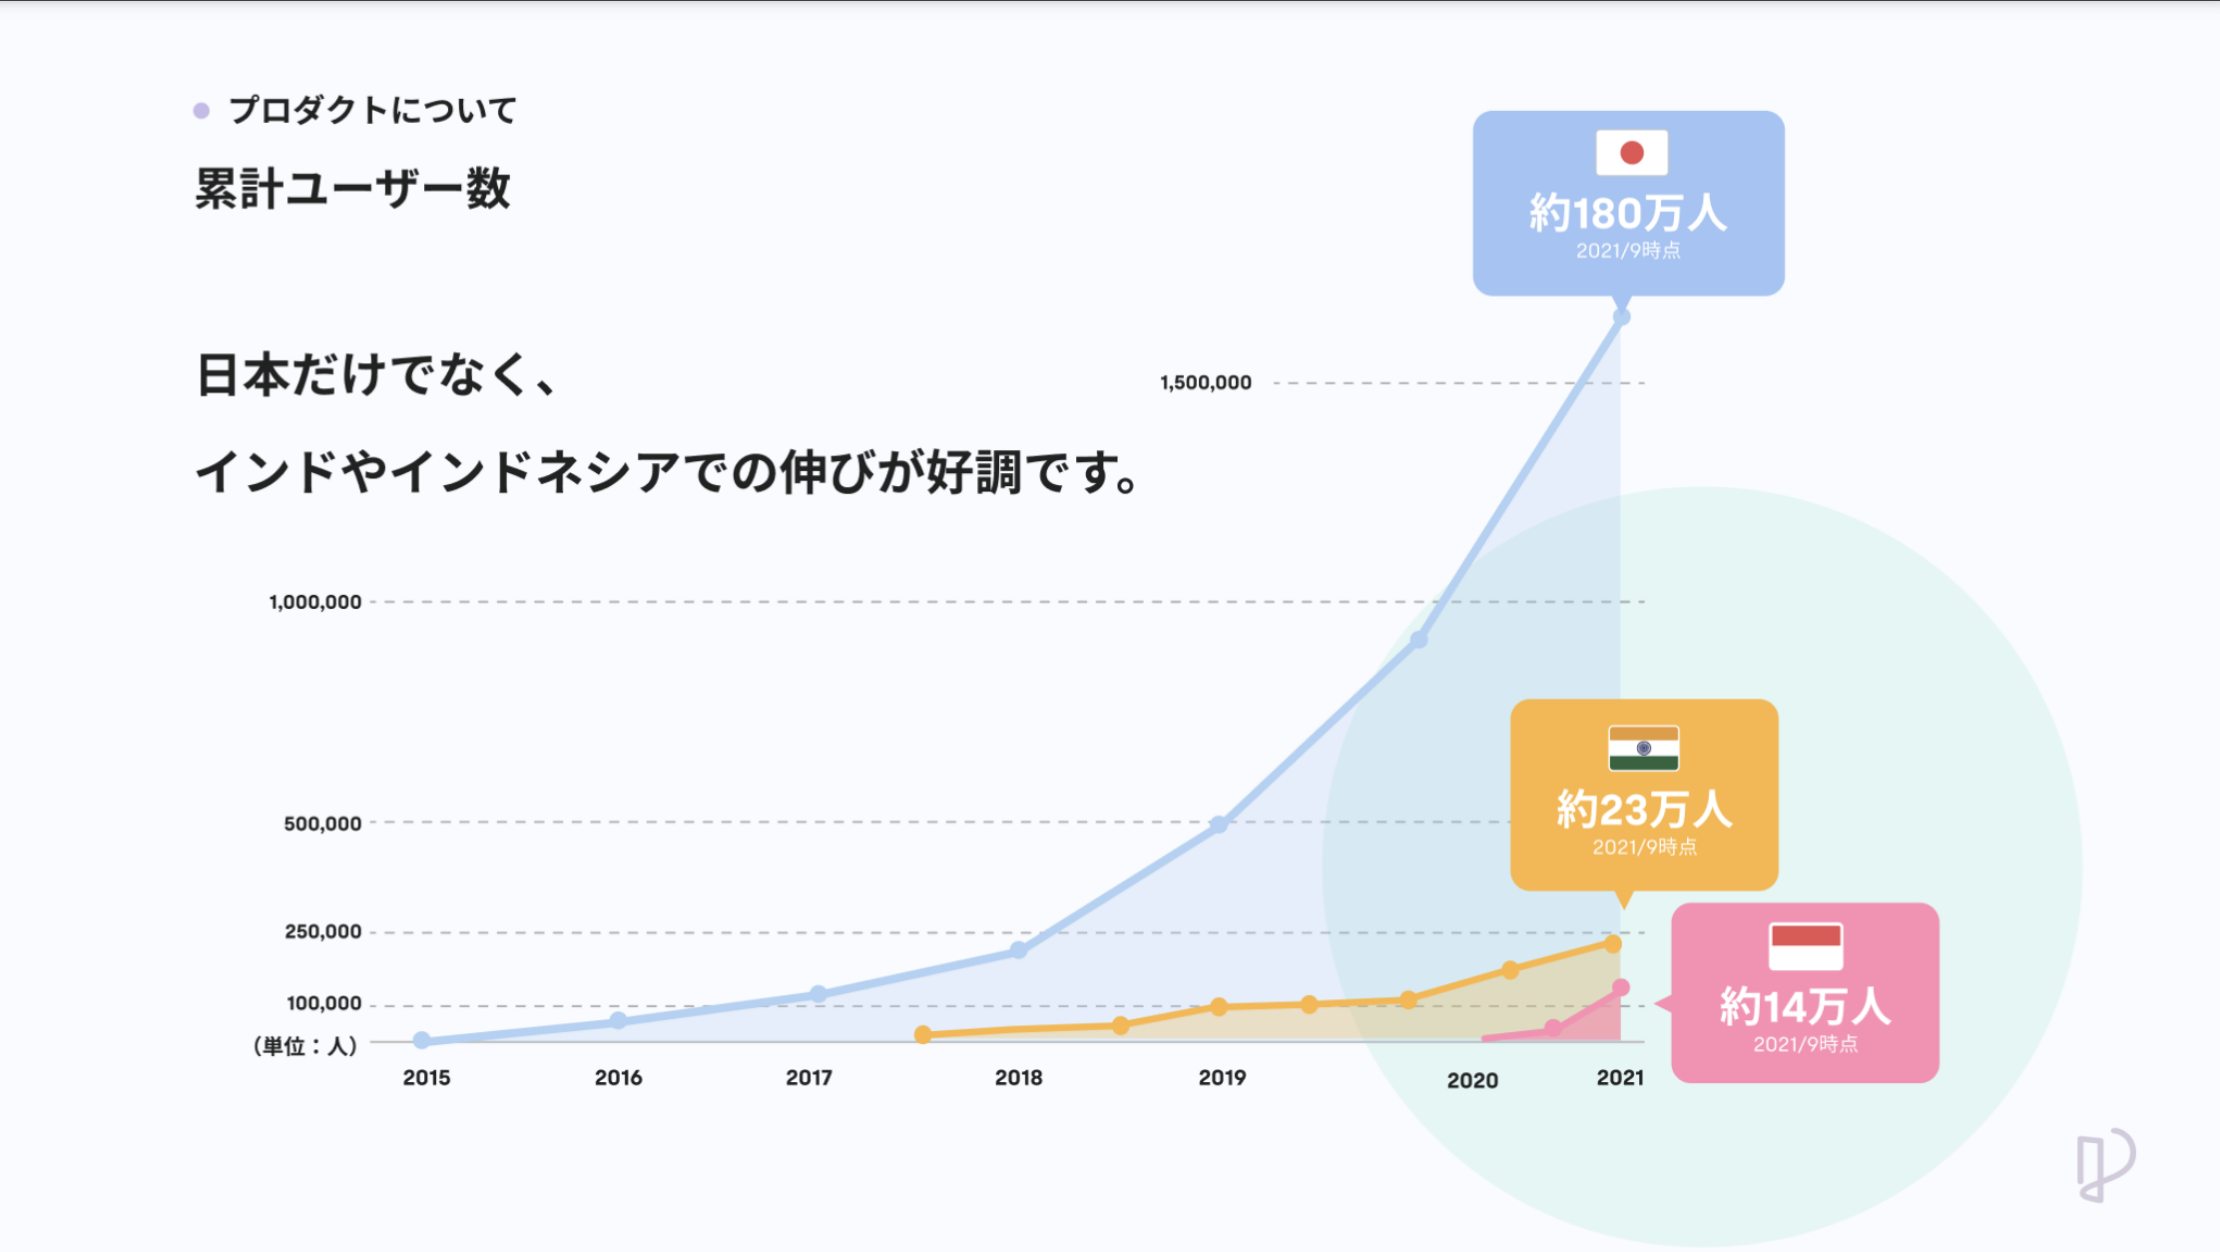 プロダクトについて
累計ユーザー数
日本だけでなく、
インドやインドネシアでの伸びが好調です。
約180万人
2021/9時点
1,500,000
1,000,000
約23万人
2021/9時点
500,000
250,000
約14万人
2021/9時点
100,000
（単位：人）
2015
2016
2017
2018
2019
2020
2021